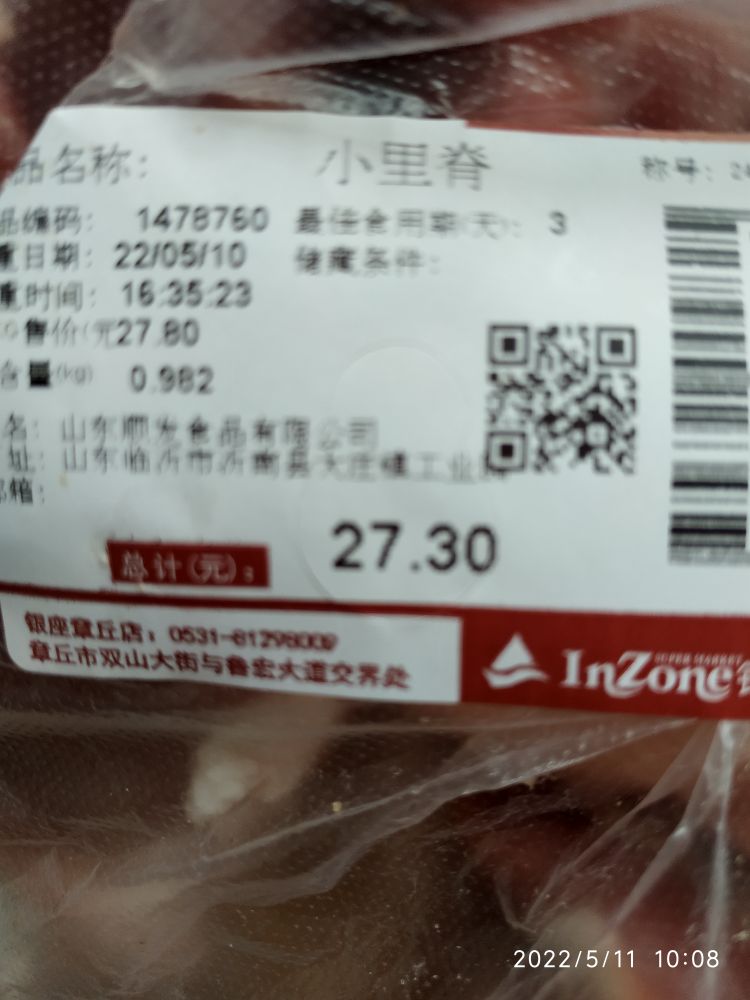 品名称： 小里脊 称号：
品编码： 1478760 最佳食用期(天)： 3
重日期： 22/05/10 储藏条件：
重时间： 16:35:23
售价(元 27.80
含量(kg) 0.982
名： 山东顺发食品有限公司
址： 山东临沂市沂南县大庄镇工业
邮箱：
总计(元)： 27.30
银座章丘店：0531-
章丘市双山大街与鲁宏大道交界处
SUPER MARKET
InZone
2022/5/11 10:08